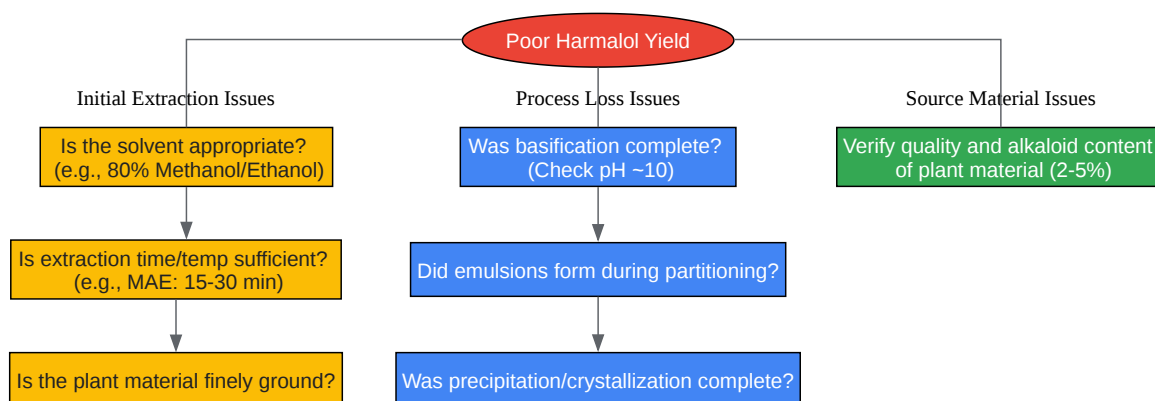 Poor Harmalol Yield
Initial Extraction Issues
Process Loss Issues
Source Material Issues
Is the solvent appropriate?
(e.g., 80% Methanol/Ethanol)
Was basification complete?
(Check pH ~10)
Verify quality and alkaloid content
of plant material (2-5%)
Is extraction time/temp sufficient?
(e.g., MAE: 15-30 min)
Did emulsions form during partitioning?
Is the plant material finely ground?
Was precipitation/crystallization complete?